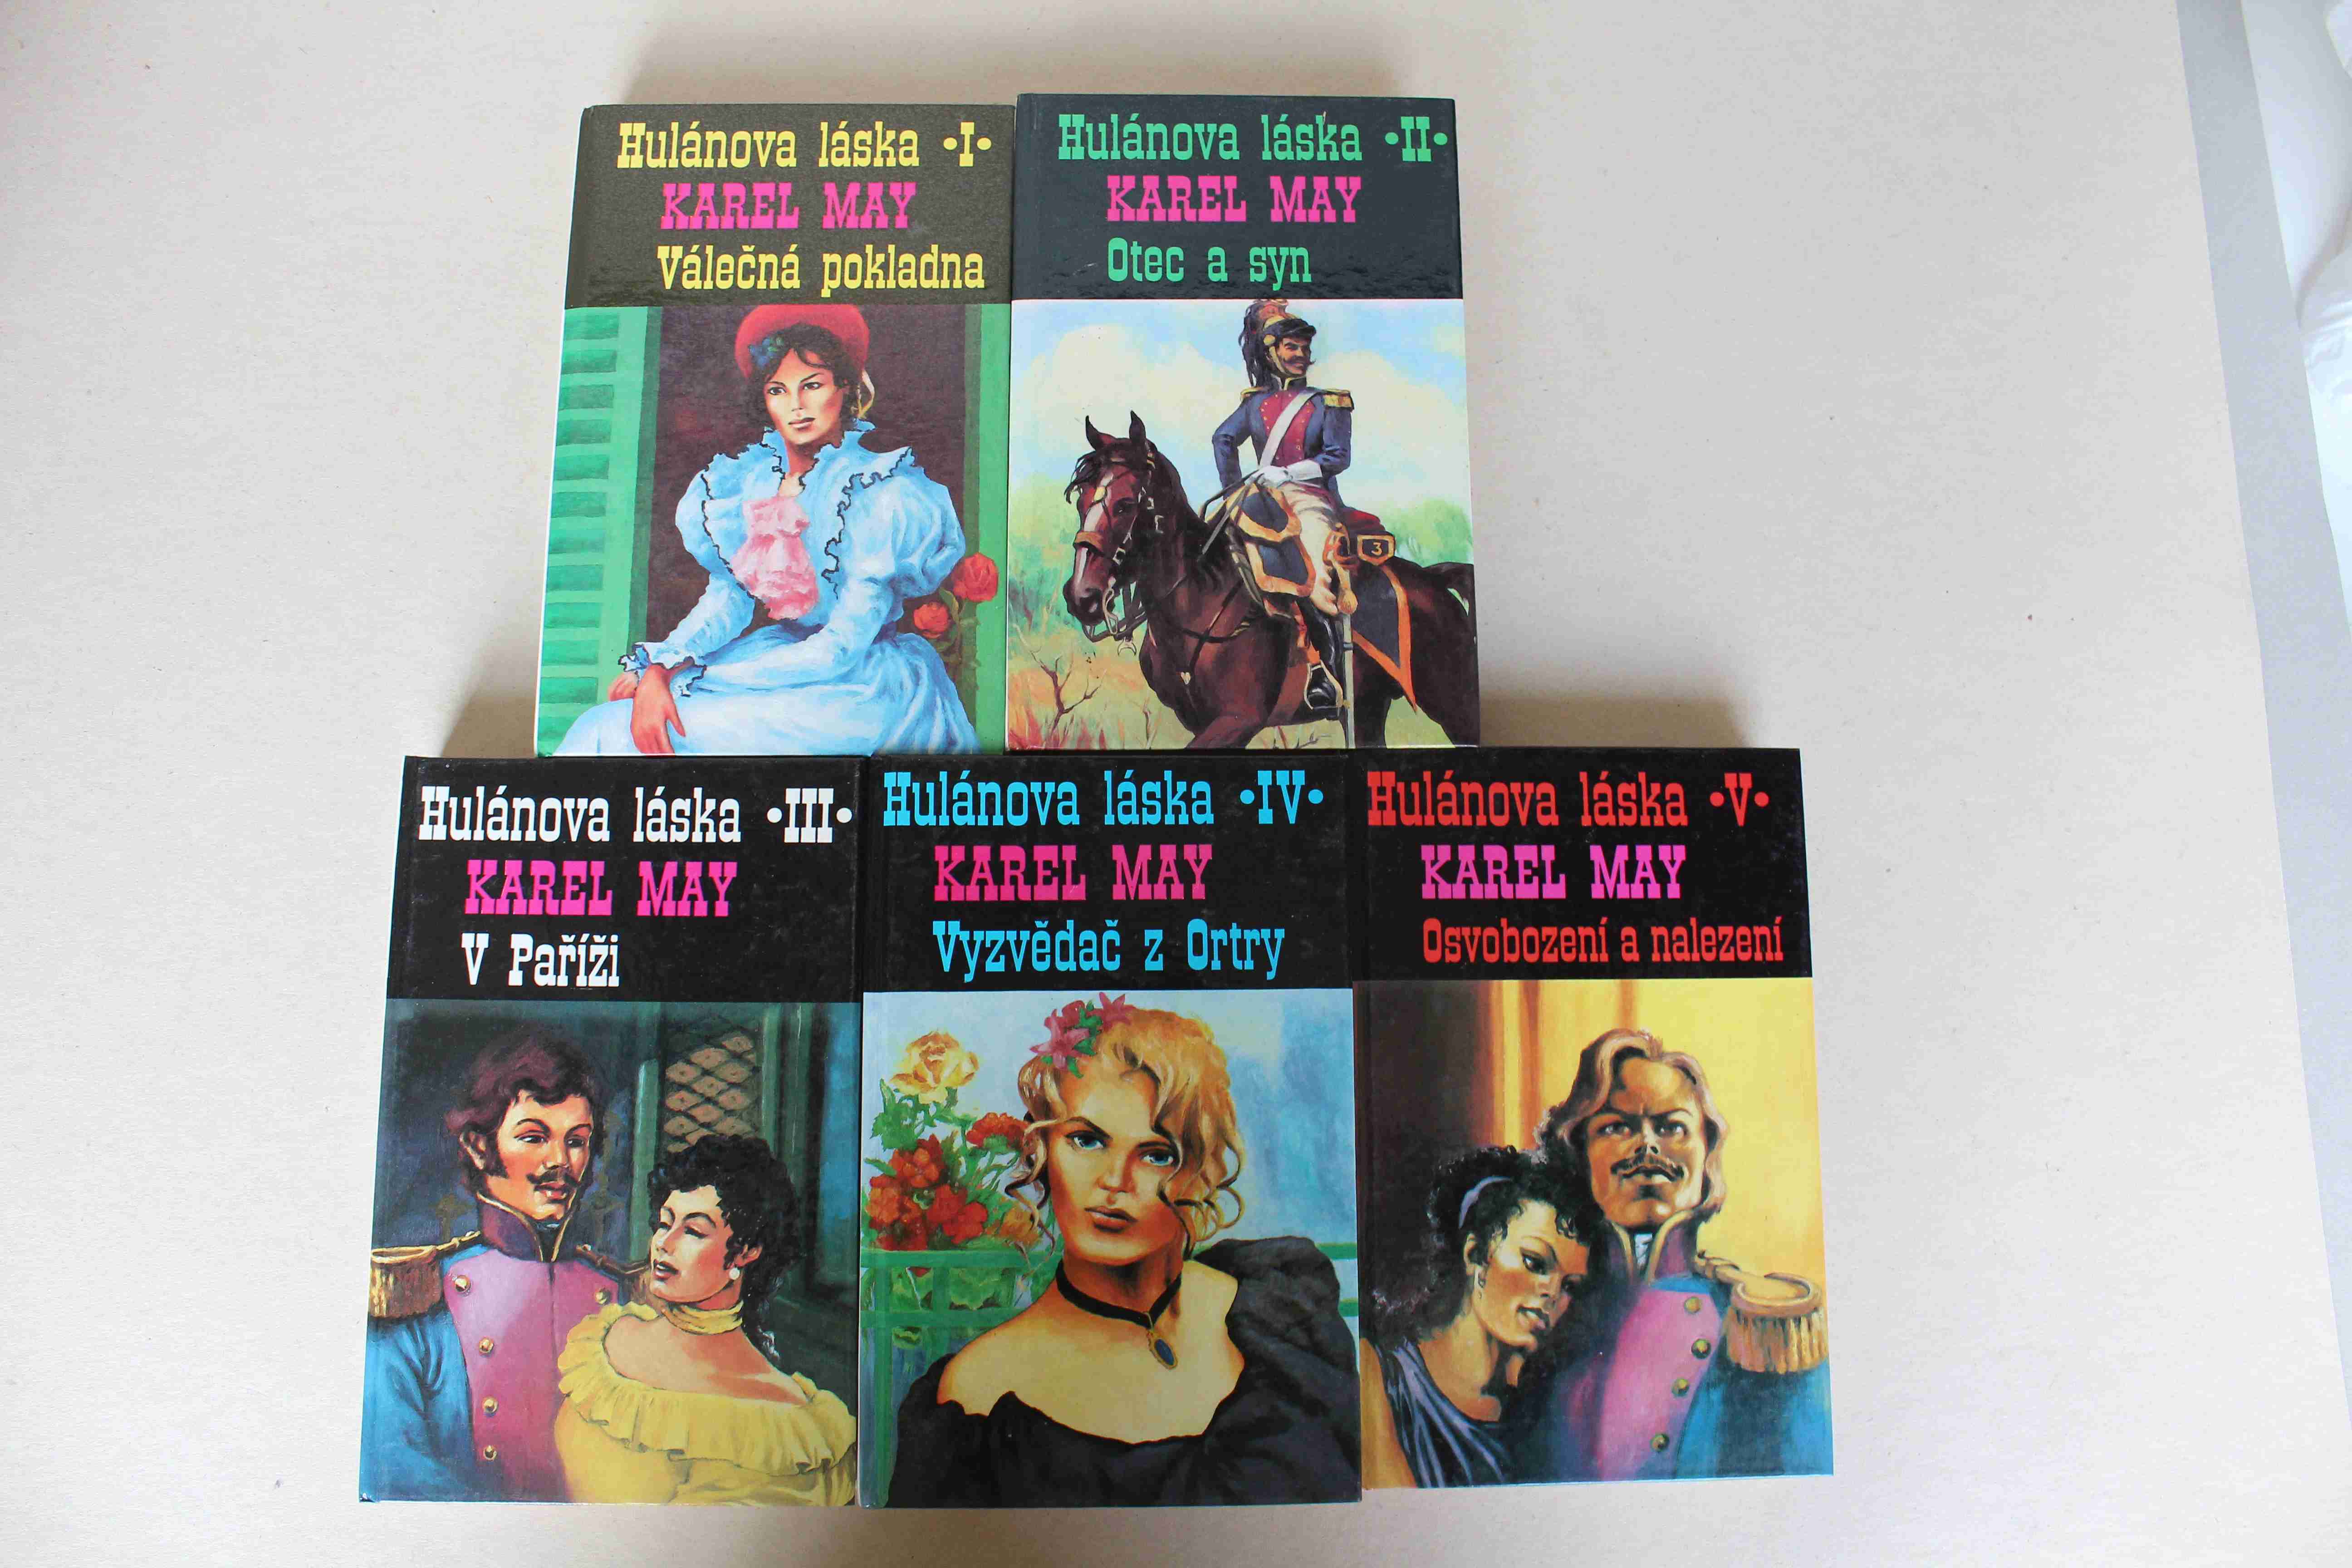 Hulánova láska •I•
KAREL MAY
Válečná pokladna
Hulánova láska •II•
KAREL MAY
Otec a syn
3
Hulánova láska •III•
KAREL MAY
V Paříži
Hulánova láska •IV•
KAREL MAY
Vyzvědač z Ortry
Hulánova láska •V•
KAREL MAY
Osvobození a nalezení